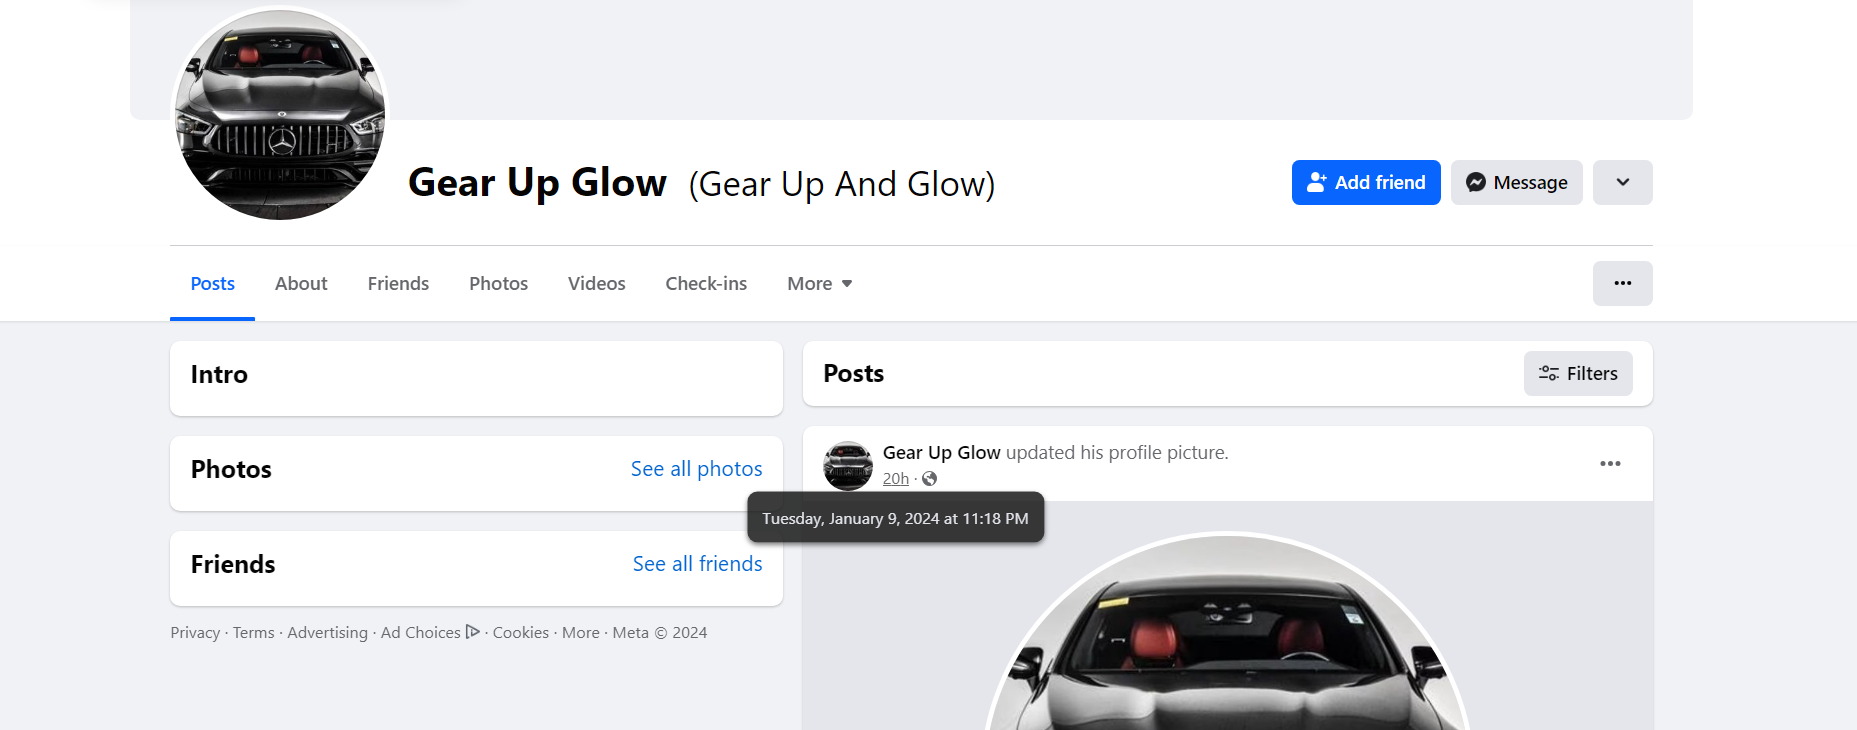 Gear Up Glow (Gear Up And Glow)
Add friend
Message
Posts
About
Friends
Photos
Videos
Check-ins
More
Intro
Photos
See all photos
Friends
See all friends
Privacy · Terms · Advertising · Ad Choices · Cookies · More · Meta © 2024
Posts
Filters
Gear Up Glow updated his profile picture.
20h ·
Tuesday, January 9, 2024 at 11:18 PM